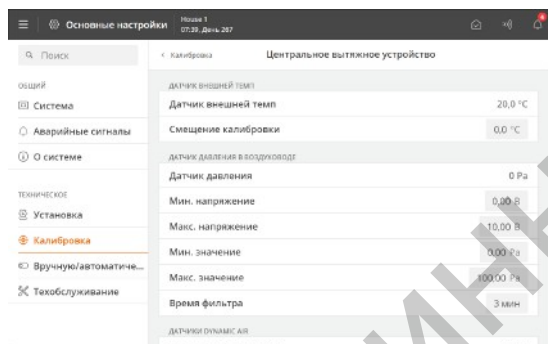 Основные настройки
House 1
07:39, День 267
4
Поиск
ОБЩИЙ
Система
Аварийные сигналы
О системе
ТЕХНИЧЕСКОЕ
Установка
Калибровка
Вручную/автоматиче...
Техобслуживание
< Калибровка
Центральное вытяжное устройство
ДАТЧИК ВНЕШНЕЙ ТЕМП
Датчик внешней темп 20,0 °C
Смещение калибровки 0,0 °C
ДАТЧИК ДАВЛЕНИЯ В ВОЗДУХОВОДЕ
Датчик давления 0 Pa
Мин. напряжение 0,00 В
Макс. напряжение 10,00 В
Мин. значение 0,00 Pa
Макс. значение 100,00 Pa
Время фильтра 3 мин
ДАТЧИКИ DYNAMIC AIR